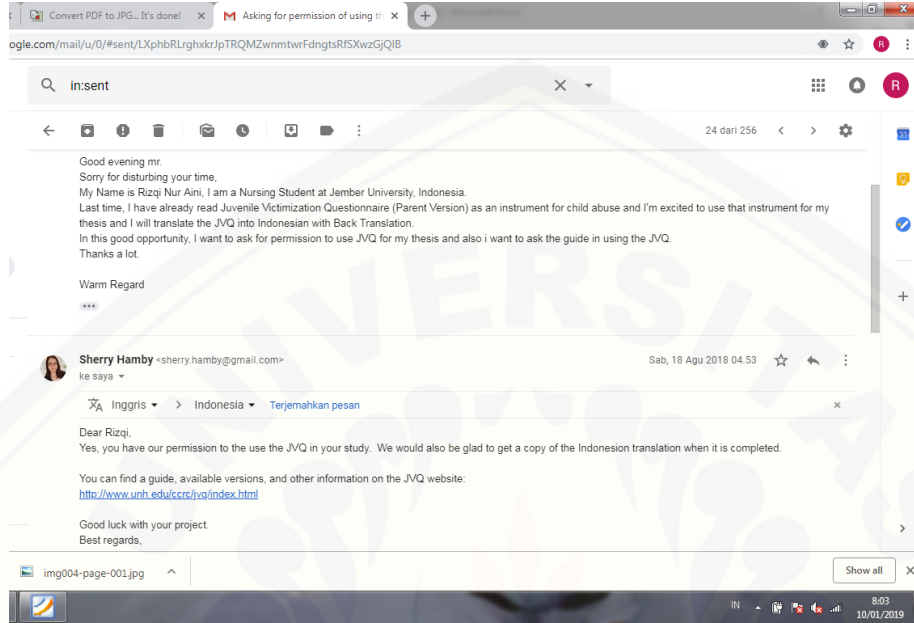 Convert PDF to JPG... It's done!
Asking for permission of using th
ogle.com/mail/u/0/#sent/LXphbRLrghxkrJpTRQMZwnmtwrFdngtsRfSXwzGjQlB
R
in:sent
R
24 dari 256
31
Good evening mr.
Sorry for disturbing your time,
My Name is Rizqi Nur Aini, I am a Nursing Student at Jember University, Indonesia.
Last time, I have already read Juvenile Victimization Questionnaire (Parent Version) as an instrument for child abuse and I'm excited to use that instrument for my
thesis and I will translate the JVQ into Indonesian with Back Translation.
In this good opportunity, I want to ask for permission to use JVQ for my thesis and also i want to ask the guide in using the JVQ.
Thanks a lot.
Warm Regard
Sherry Hamby <sherry.hamby@gmail.com>
Sab, 18 Agu 2018 04.53
ke saya
Inggris
Indonesia
Terjemahkan pesan
Dear Rizqi,
Yes, you have our permission to the use the JVQ in your study. We would also be glad to get a copy of the Indonesion translation when it is completed.
You can find a guide, available versions, and other information on the JVQ website:
http://www.unh.edu/ccrc/jvq/index.html
Good luck with your project.
Best regards,
img004-page-001.jpg
Show all
IN
8:03
10/01/2019
UNIVERSITAS